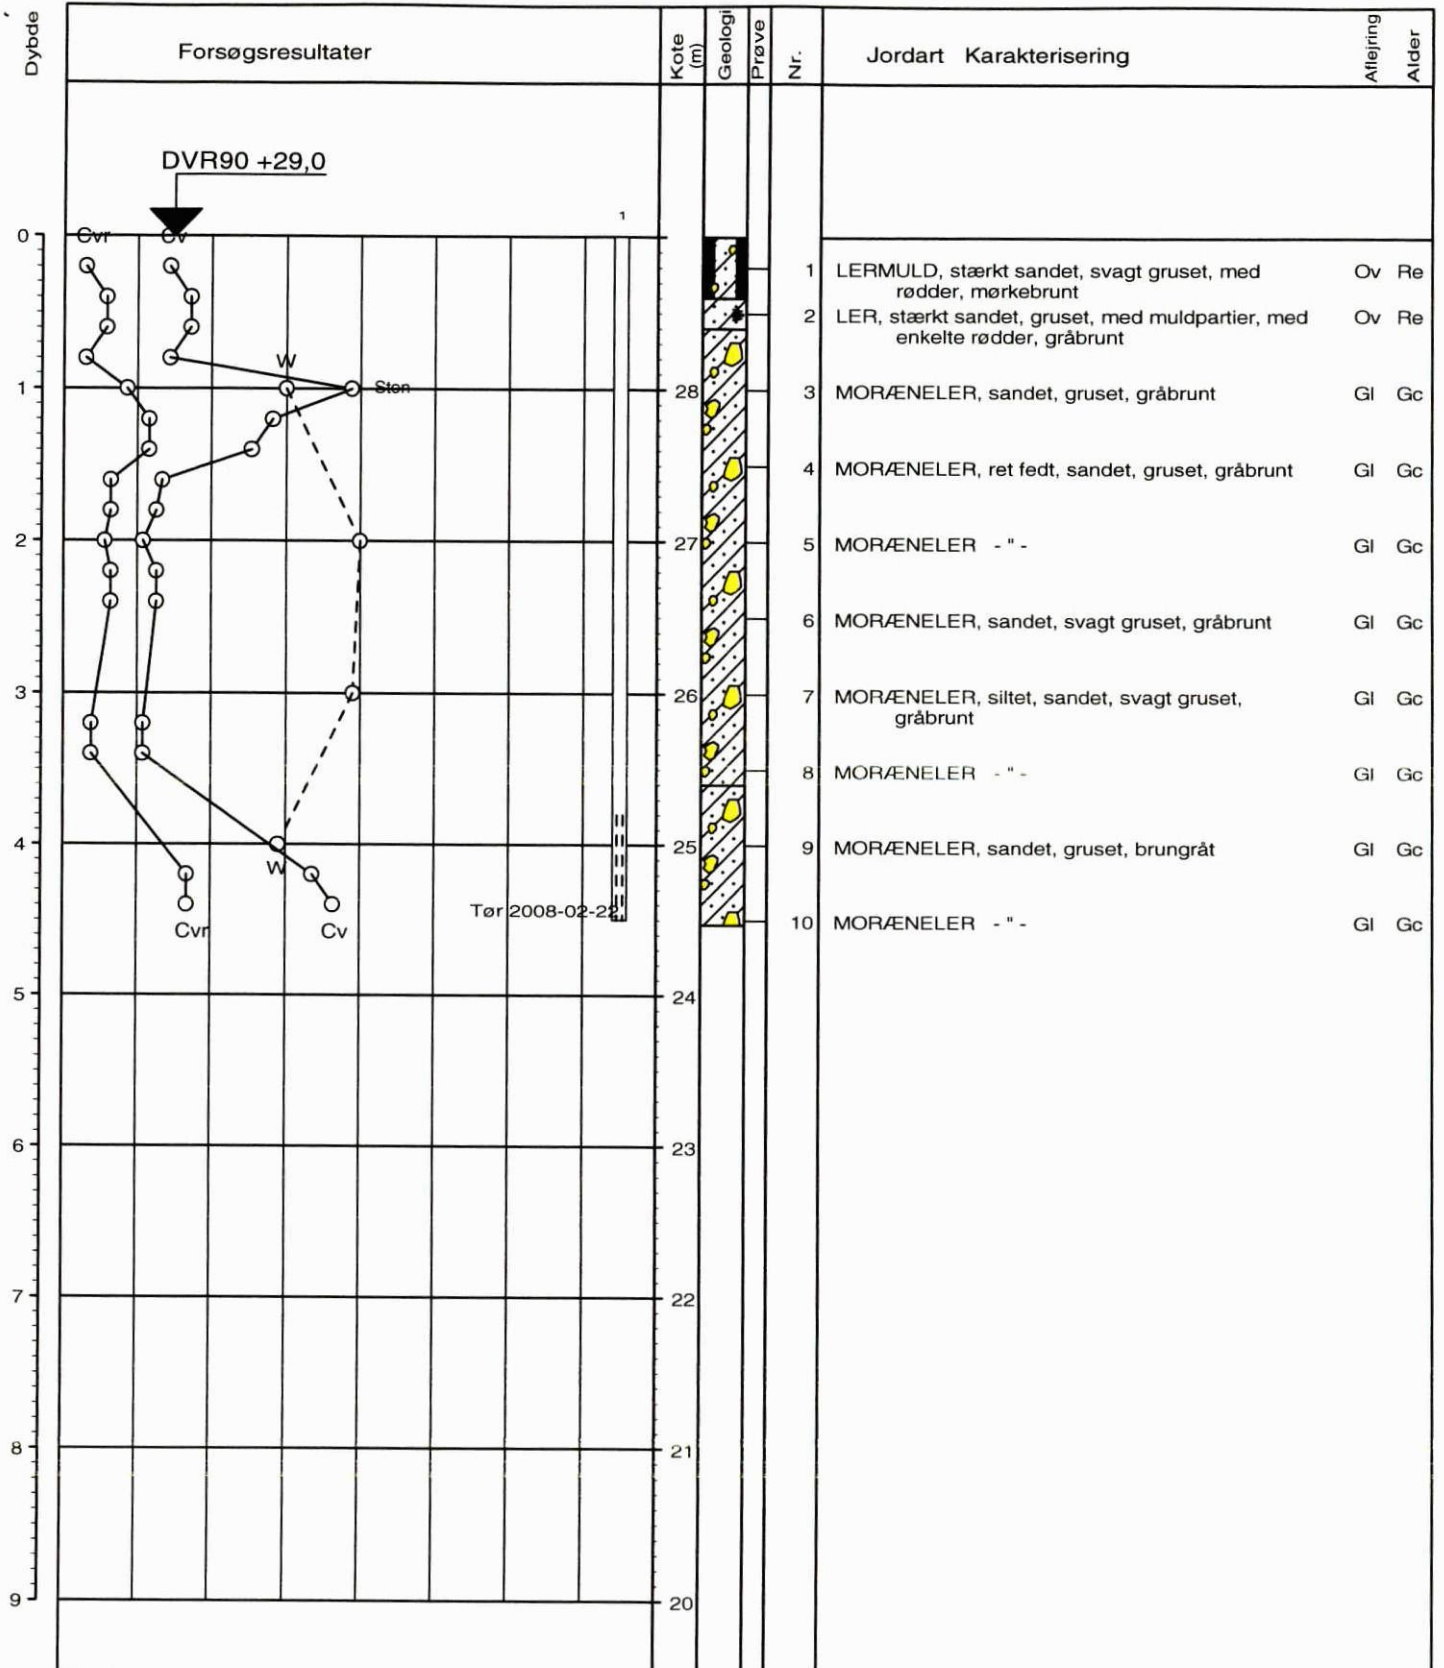 Dybde
Forsøgsresultater
Kote (m)
Geologi
Prøve
Nr.
Jordart Karakterisering
Aflejring
Alder
DVR90 +29,0
1
0
Cvr
Cv
1 LERMULD, stærkt sandet, svagt gruset, med Ov Re
rødder, mørkebrunt
2 LER, stærkt sandet, gruset, med muldpartier, med Ov Re
enkelte rødder, gråbrunt
W
1
Sten
28
3 MORÆNELER, sandet, gruset, gråbrunt Gl Gc
4 MORÆNELER, ret fedt, sandet, gruset, gråbrunt Gl Gc
2
27
5 MORÆNELER - " - Gl Gc
6 MORÆNELER, sandet, svagt gruset, gråbrunt Gl Gc
3
26
7 MORÆNELER, siltet, sandet, svagt gruset, Gl Gc
gråbrunt
8 MORÆNELER - " - Gl Gc
4
25
9 MORÆNELER, sandet, gruset, brungråt Gl Gc
W
Tør 2008-02-22
10 MORÆNELER - " - Gl Gc
Cvr
Cv
5
24
6
23
7
22
8
21
9
20